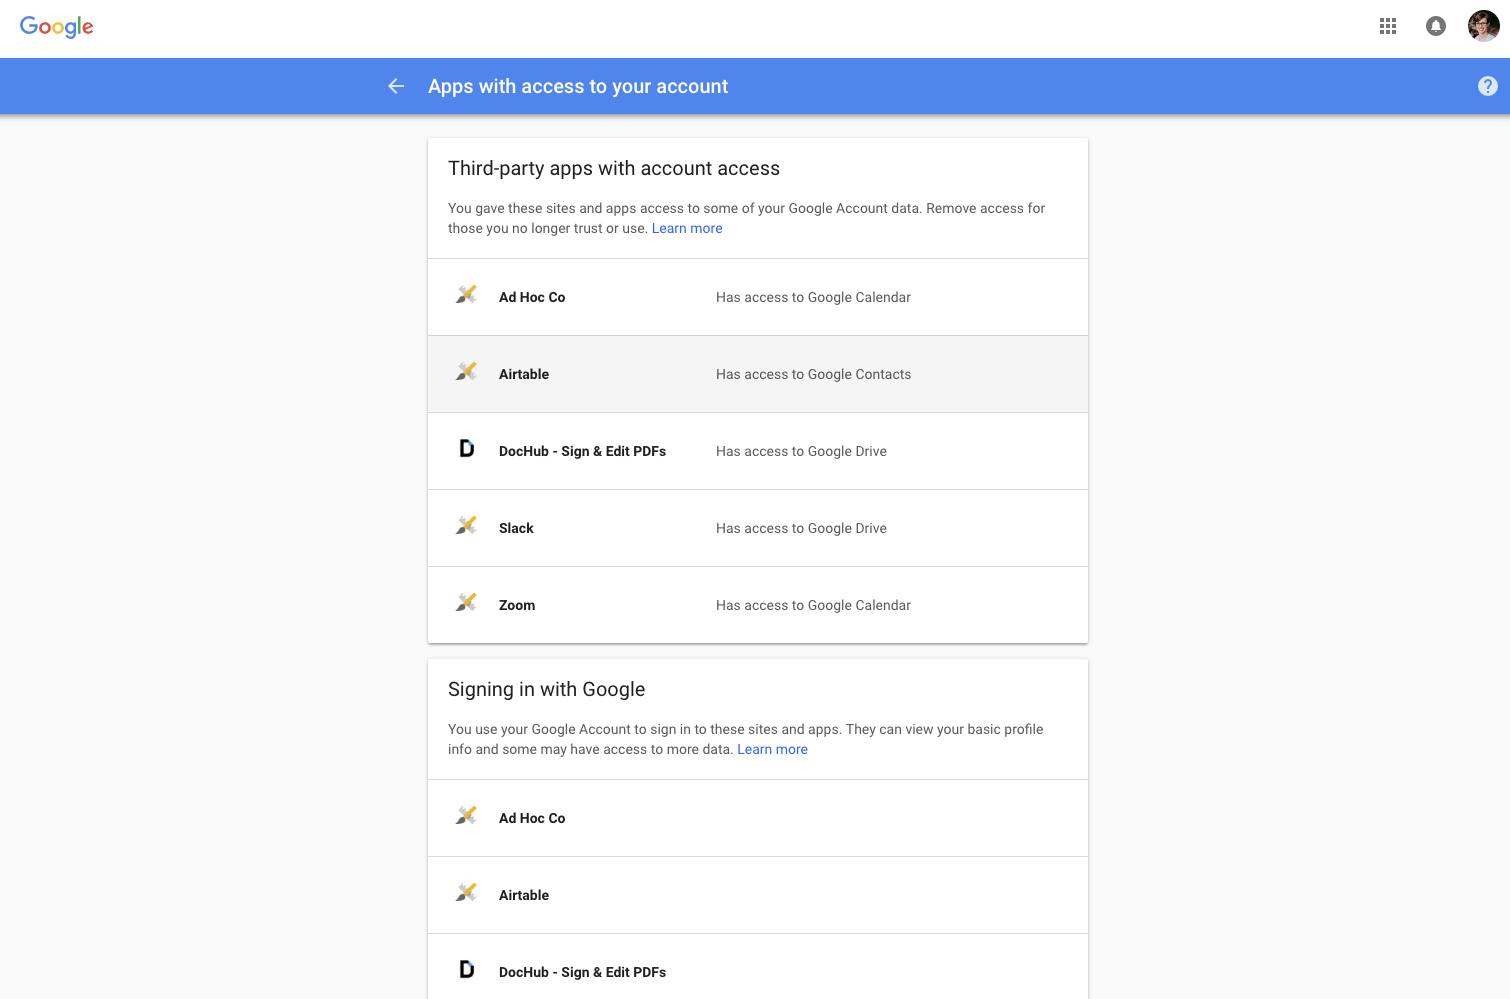 Google
Apps with access to your account
?
Third-party apps with account access
You gave these sites and apps access to some of your Google Account data. Remove access for
those you no longer trust or use. Learn more
Ad Hoc Co Has access to Google Calendar
Airtable Has access to Google Contacts
DocHub - Sign & Edit PDFs Has access to Google Drive
Slack Has access to Google Drive
Zoom Has access to Google Calendar
Signing in with Google
You use your Google Account to sign in to these sites and apps. They can view your basic profile
info and some may have access to more data. Learn more
Ad Hoc Co
Airtable
DocHub - Sign & Edit PDFs